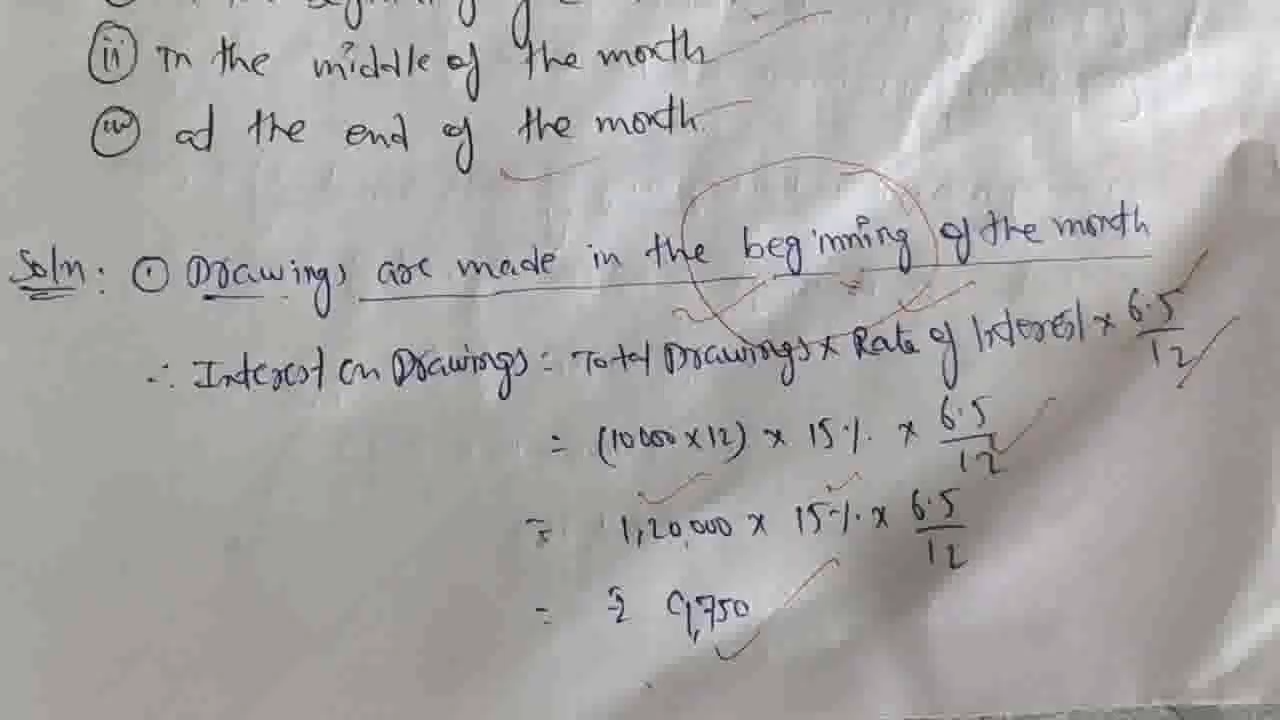 beginning of
(ii) in the middle of the month
(iii) at the end of the month.
Soln: (i) Drawings are made in the beginning of the month
∴ Interest on Drawings = Total Drawings x Rate of Interest x 6.5/12
= (10000 x 12) x 15% x 6.5/12
= 1,20,000 x 15% x 6.5/12
= ₹ 9,750